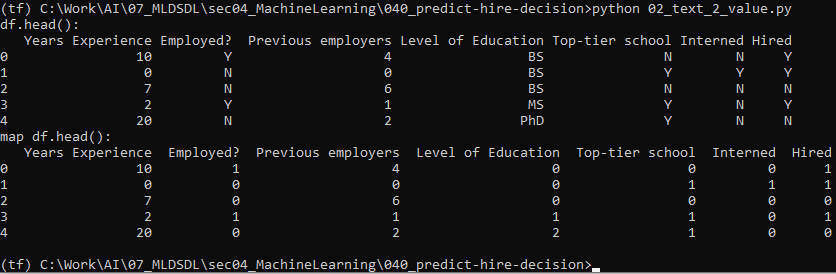 (tf) C:\Work\AI\07_MLDSDL\sec04_MachineLearning\040_predict-hire-decision>python 02_text_2_value.py
df.head():
   Years Experience Employed?  Previous employers Level of Education Top-tier school Interned Hired
0                10         Y                   4                 BS               N        N     Y
1                 0         N                   0                 BS               Y        Y     Y
2                 7         N                   6                 BS               N        N     N
3                 2         Y                   1                 MS               Y        N     Y
4                20         N                   2                PhD               Y        N     N
map df.head():
   Years Experience  Employed?  Previous employers  Level of Education  Top-tier school  Interned  Hired
0                10          1                   4                   0                0         0      1
1                 0          0                   0                   0                1         1      1
2                 7          0                   6                   0                0         0      0
3                 2          1                   1                   1                1         0      1
4                20          0                   2                   2                1         0      0
(tf) C:\Work\AI\07_MLDSDL\sec04_MachineLearning\040_predict-hire-decision>